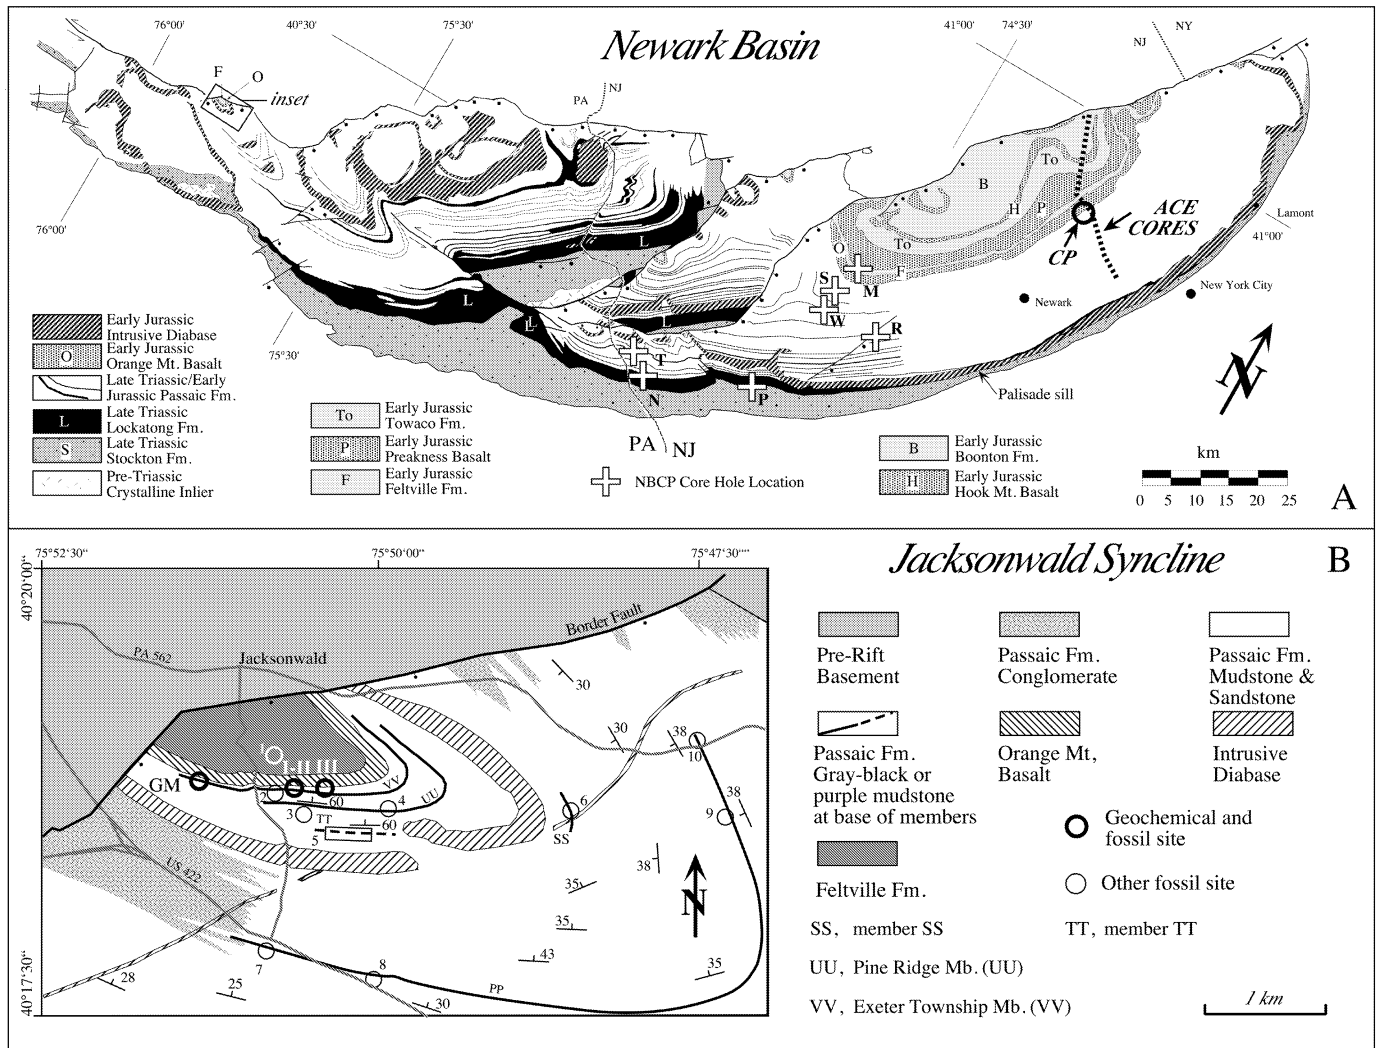 Newark Basin
76°00'
40°30'
75°30'
41°00'
74°30'
NJ
NY
F
O
inset
PA
NJ
To
B
H
P
ACE
CORES
CP
Lamont
41°00'
76°00'
L
O
To
F
S
M
W
R
New York City
Newark
L
L
L
T
N
P
75°30'
Palisade sill
N
PA
NJ
Early Jurassic
Intrusive Diabase
O
Early Jurassic
Orange Mt. Basalt
Late Triassic/Early
Jurassic Passaic Fm.
L
Late Triassic
Lockatong Fm.
S
Late Triassic
Stockton Fm.
Pre-Triassic
Crystalline Inlier
To
Early Jurassic
Towaco Fm.
P
Early Jurassic
Preakness Basalt
F
Early Jurassic
Feltville Fm.
NBCP Core Hole Location
B
Early Jurassic
Boonton Fm.
H
Early Jurassic
Hook Mt. Basalt
km
0 5 10 15 20 25
A
75°52'30"
75°50'00"
75°47'30""
40°20'00"
40°17'30"
Jacksonwald Syncline
B
Border Fault
PA 562
Jacksonwald
30
30
38
10
1
I-II III
GM
VV
UU
2
60
4
3
TT
60
5
6
SS
38
9
38
US 422
35
35
43
35
N
7
8
PP
28
25
30
Pre-Rift
Basement
Passaic Fm.
Conglomerate
Passaic Fm.
Mudstone &
Sandstone
Passaic Fm.
Gray-black or
purple mudstone
at base of members
Orange Mt,
Basalt
Intrusive
Diabase
Feltville Fm.
Geochemical and
fossil site
Other fossil site
SS, member SS
TT, member TT
UU, Pine Ridge Mb. (UU)
VV, Exeter Township Mb. (VV)
1 km